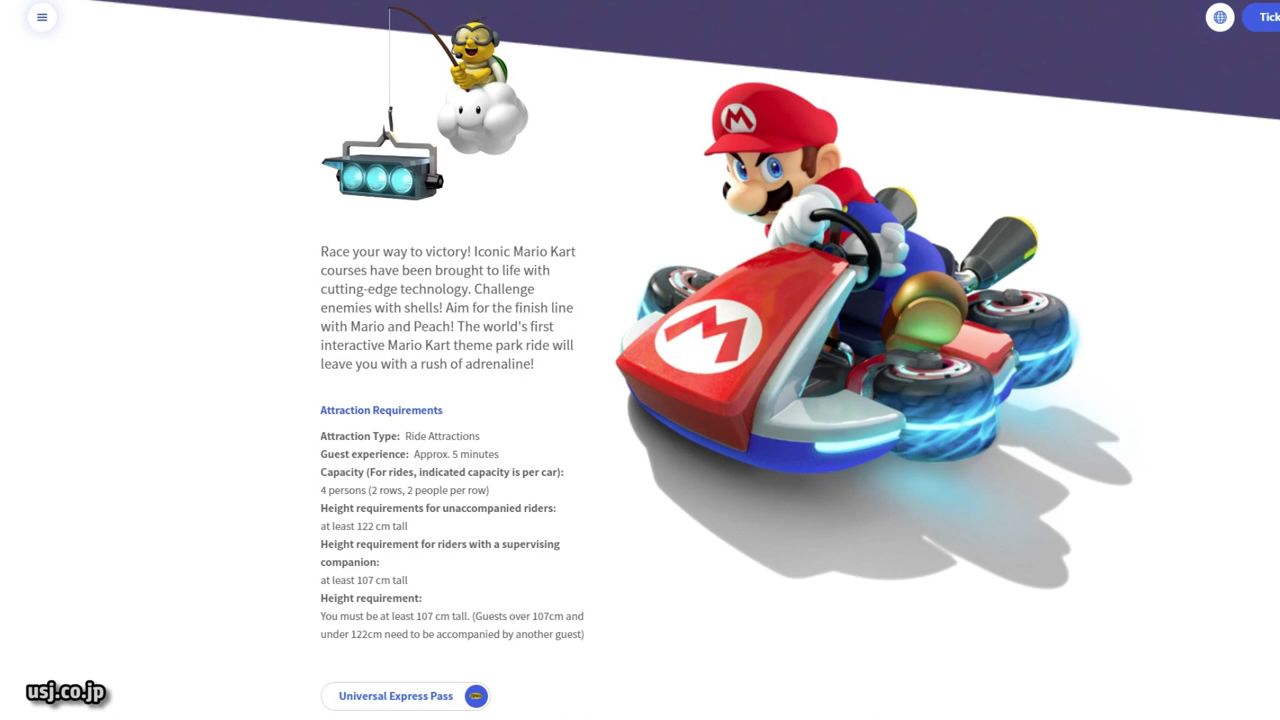 Tick
Race your way to victory! Iconic Mario Kart
courses have been brought to life with
cutting-edge technology. Challenge
enemies with shells! Aim for the finish line
with Mario and Peach! The world's first
interactive Mario Kart theme park ride will
leave you with a rush of adrenaline!
Attraction Requirements
Attraction Type: Ride Attractions
Guest experience: Approx. 5 minutes
Capacity (For rides, indicated capacity is per car):
4 persons (2 rows, 2 people per row)
Height requirements for unaccompanied riders:
at least 122 cm tall
Height requirement for riders with a supervising
companion:
at least 107 cm tall
Height requirement:
You must be at least 107 cm tall. (Guests over 107cm and
under 122cm need to be accompanied by another guest)
Universal Express Pass
usj.co.jp
M
M